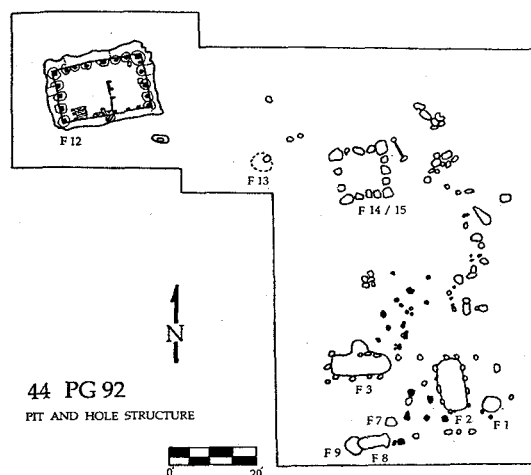 F 12
F 13
F 14 / 15
N
44 PG 92
PIT AND HOLE STRUCTURE
F 3
F 7
F 2
F 1
F 9
F 8
0
20'